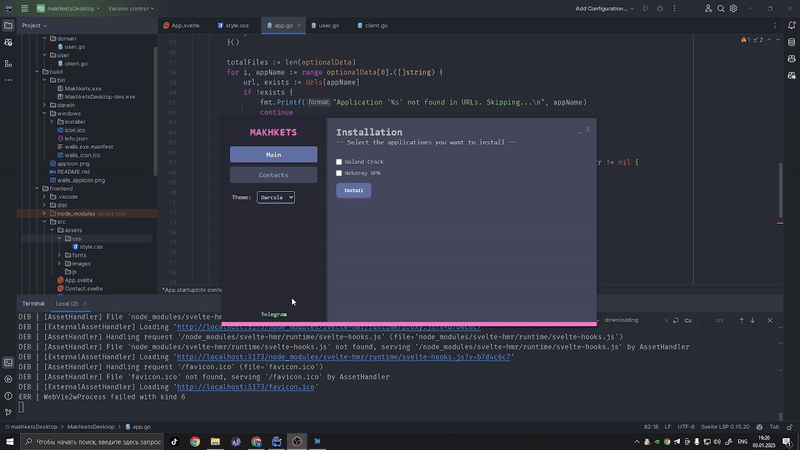 makhketsDesktop
Version control
Add Configuration...
Project
App.svelte
style.css
app.go
user.go
client.go
domain
user.go
user
client.go
build
bin
Makhkets.exe
MakhketsDesktop-dev.exe
darwin
windows
installer
icon.ico
info.json
wails.exe.manifest
wails_icon.ico
appicon.png
README.md
wails_appicon.png
frontend
.vscode
dist
node_modules (library root)
src
assets
css
style.css
fonts
images
js
App.svelte
Contact.svelte
55
56
}()
totalFiles := len(optionalData)
for i, appName := range optionalData[0].([]string) {
url, exists := Urls[appName]
if !exists {
fmt.Printf( format: "Application '%s' not found in URLs. Skipping...\n", appName)
continue
r != nil {
*App.startup(ctx context
MAKHKETS
Main
Contacts
Theme:
Darcula
Telegram
Installation
-- Select the applications you want to install --
Goland Crack
Nekoray VPN
Install
Terminal
Local (2)
downloading
Cc
DEB | [AssetHandler] File 'node_modules/svelte-hmr
DEB | [ExternalAssetHandler] Loading 'http://localhost:5173/node_modules/svelte-hmr/runtime/proxy.js?v=b7d4c6c7'
DEB | [AssetHandler] Handling request '/node_modules/svelte-hmr/runtime/svelte-hooks.js' (file='node_modules/svelte-hmr/runtime/svelte-hooks.js')
DEB | [AssetHandler] File 'node_modules/svelte-hmr/runtime/svelte-hooks.js' not found, serving '/node_modules/svelte-hmr/runtime/svelte-hooks.js' by AssetHandler
DEB | [ExternalAssetHandler] Loading 'http://localhost:5173/node_modules/svelte-hmr/runtime/svelte-hooks.js?v=b7d4c6c7'
DEB | [AssetHandler] Handling request '/favicon.ico' (file='favicon.ico')
DEB | [AssetHandler] File 'favicon.ico' not found, serving '/favicon.ico' by AssetHandler
DEB | [ExternalAssetHandler] Loading 'http://localhost:5173/favicon.ico'
ERR | WebVie2wProcess failed with kind 6
makhketsDesktop > MakhketsDesktop > app.go
82:18
LF
UTF-8
Svelte LSP 0.15.20
Tab
Чтобы начать поиск, введите здесь запрос
ENG
19:20
03.01.2025